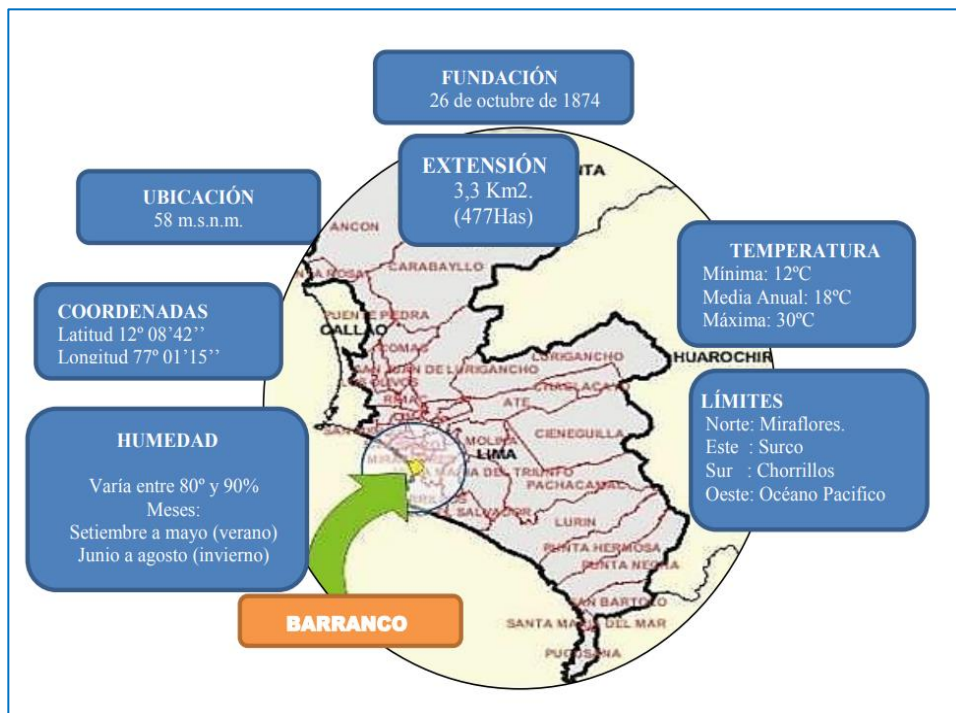 FUNDACIÓN
26 de octubre de 1874
EXTENSIÓN
3,3 Km2.
(477Has)
UBICACIÓN
58 m.s.n.m.
TEMPERATURA
Mínima: 12ºC
Media Anual: 18ºC
Máxima: 30ºC
COORDENADAS
Latitud 12º 08’42’’
Longitud 77º 01’15’’
LÍMITES
Norte: Miraflores.
Este : Surco
Sur : Chorrillos
Oeste: Océano Pacifico
HUMEDAD
Varía entre 80º y 90%
Meses:
Setiembre a mayo (verano)
Junio a agosto (invierno)
BARRANCO
ANCON
CARABAYLLO
PUENTE PIEDRA
CALLAO
COMAS
SAN JUAN DE LURIGANCHO
LOS OLIVOS
RIMAC
LURIGANCHO
CHACLACAYO
HUAROCHIR
ATE
CIENEGUILLA
MOLINA
LIMA
DEL TRIUNFO
PACHACAMAC
SALVADOR
LURIN
PUNTA HERMOSA
PUNTA NEGRA
SAN BARTOLO
SANTA MARIA DEL MAR
PUCUSANA